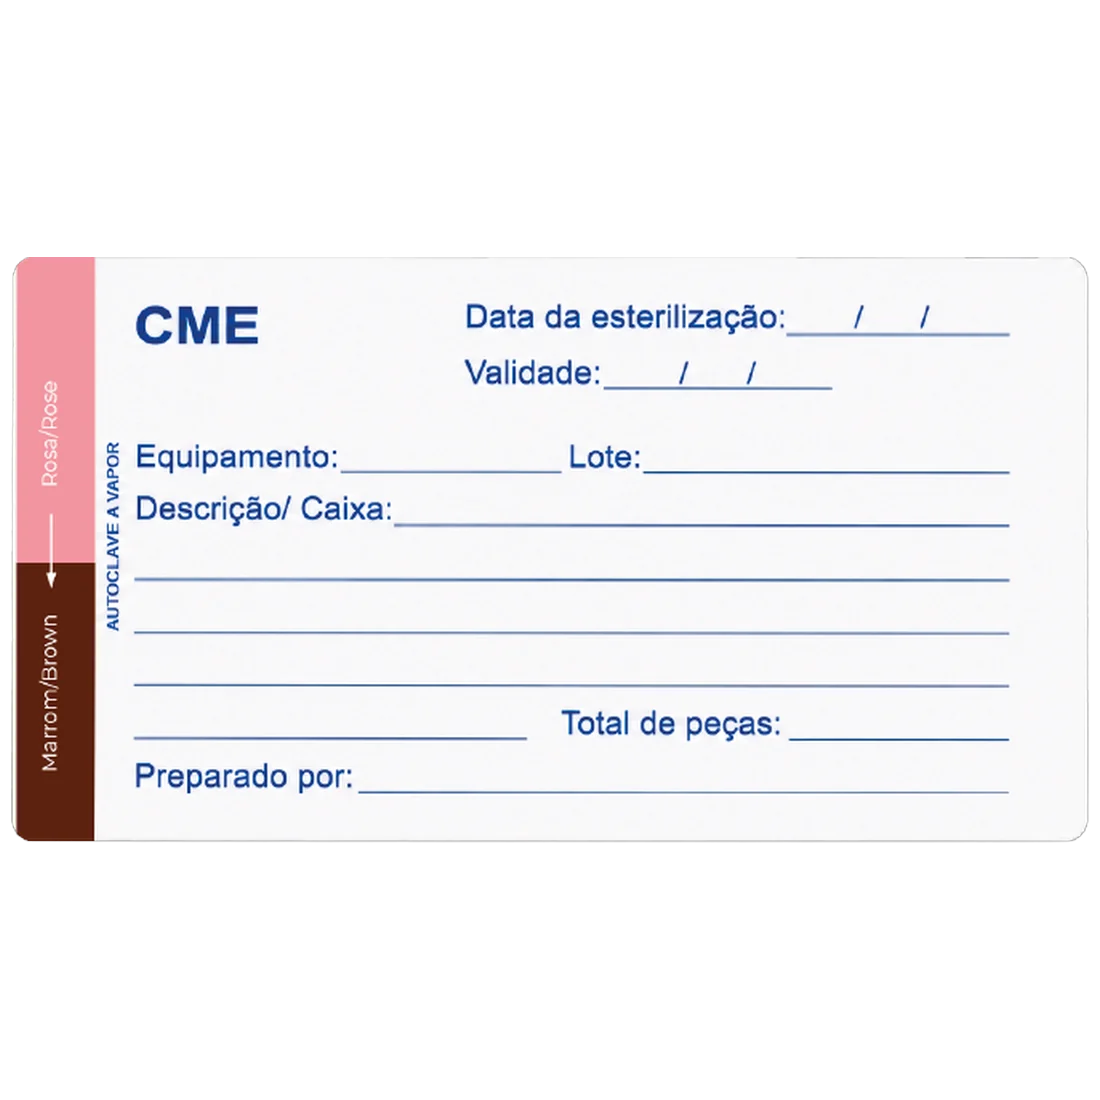 CME
Data da esterilização: / /
Validade: / /
Equipamento: Lote:
Descrição/ Caixa:
Total de peças:
Preparado por:
AUTOCLAVE A VAPOR
Rosa/Rose
Marrom/Brown